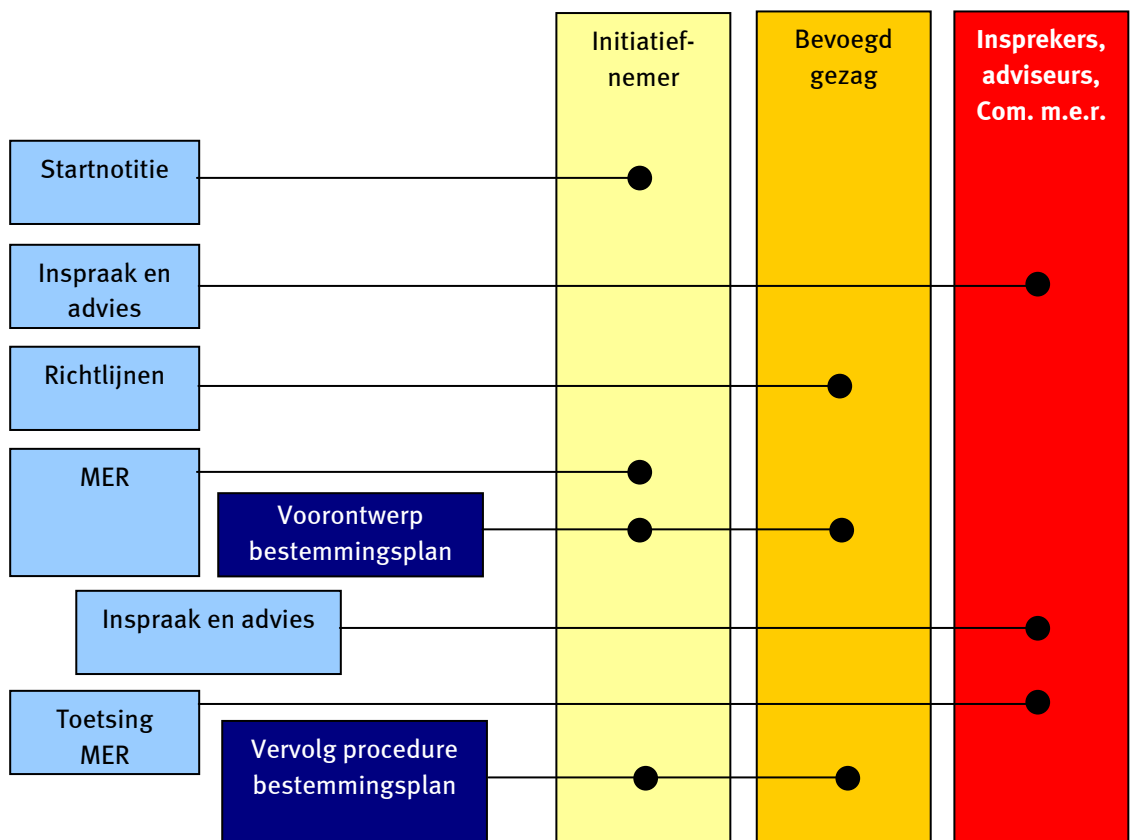 Initiatief-
nemer
Bevoegd
gezag
Insprekers,
adviseurs,
Com. m.e.r.
Startnotitie
Inspraak en
advies
Richtlijnen
MER
Voorontwerp
bestemmingsplan
Inspraak en advies
Toetsing
MER
Vervolg procedure
bestemmingsplan